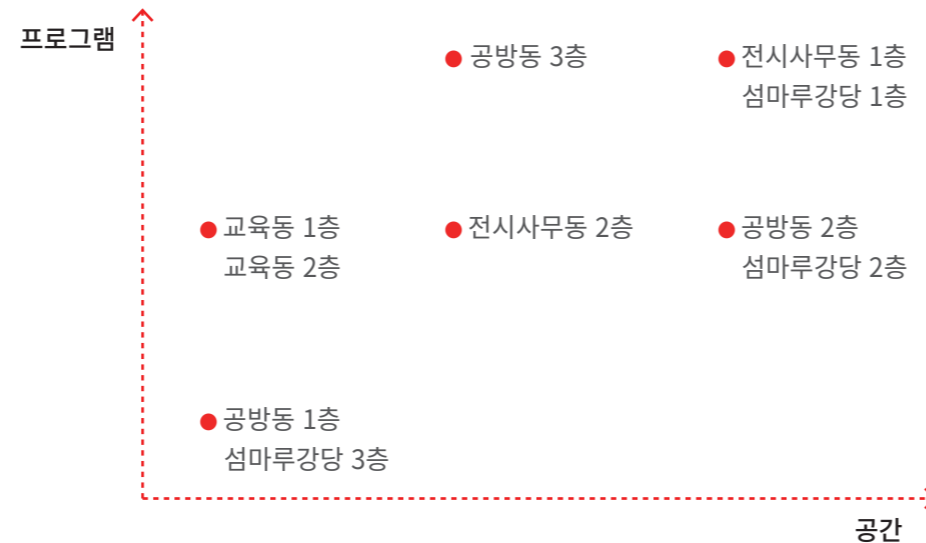 프로그램
공방동 3층
전시사무동 1층
섬마루강당 1층
교육동 1층
교육동 2층
전시사무동 2층
공방동 2층
섬마루강당 2층
공방동 1층
섬마루강당 3층
공간